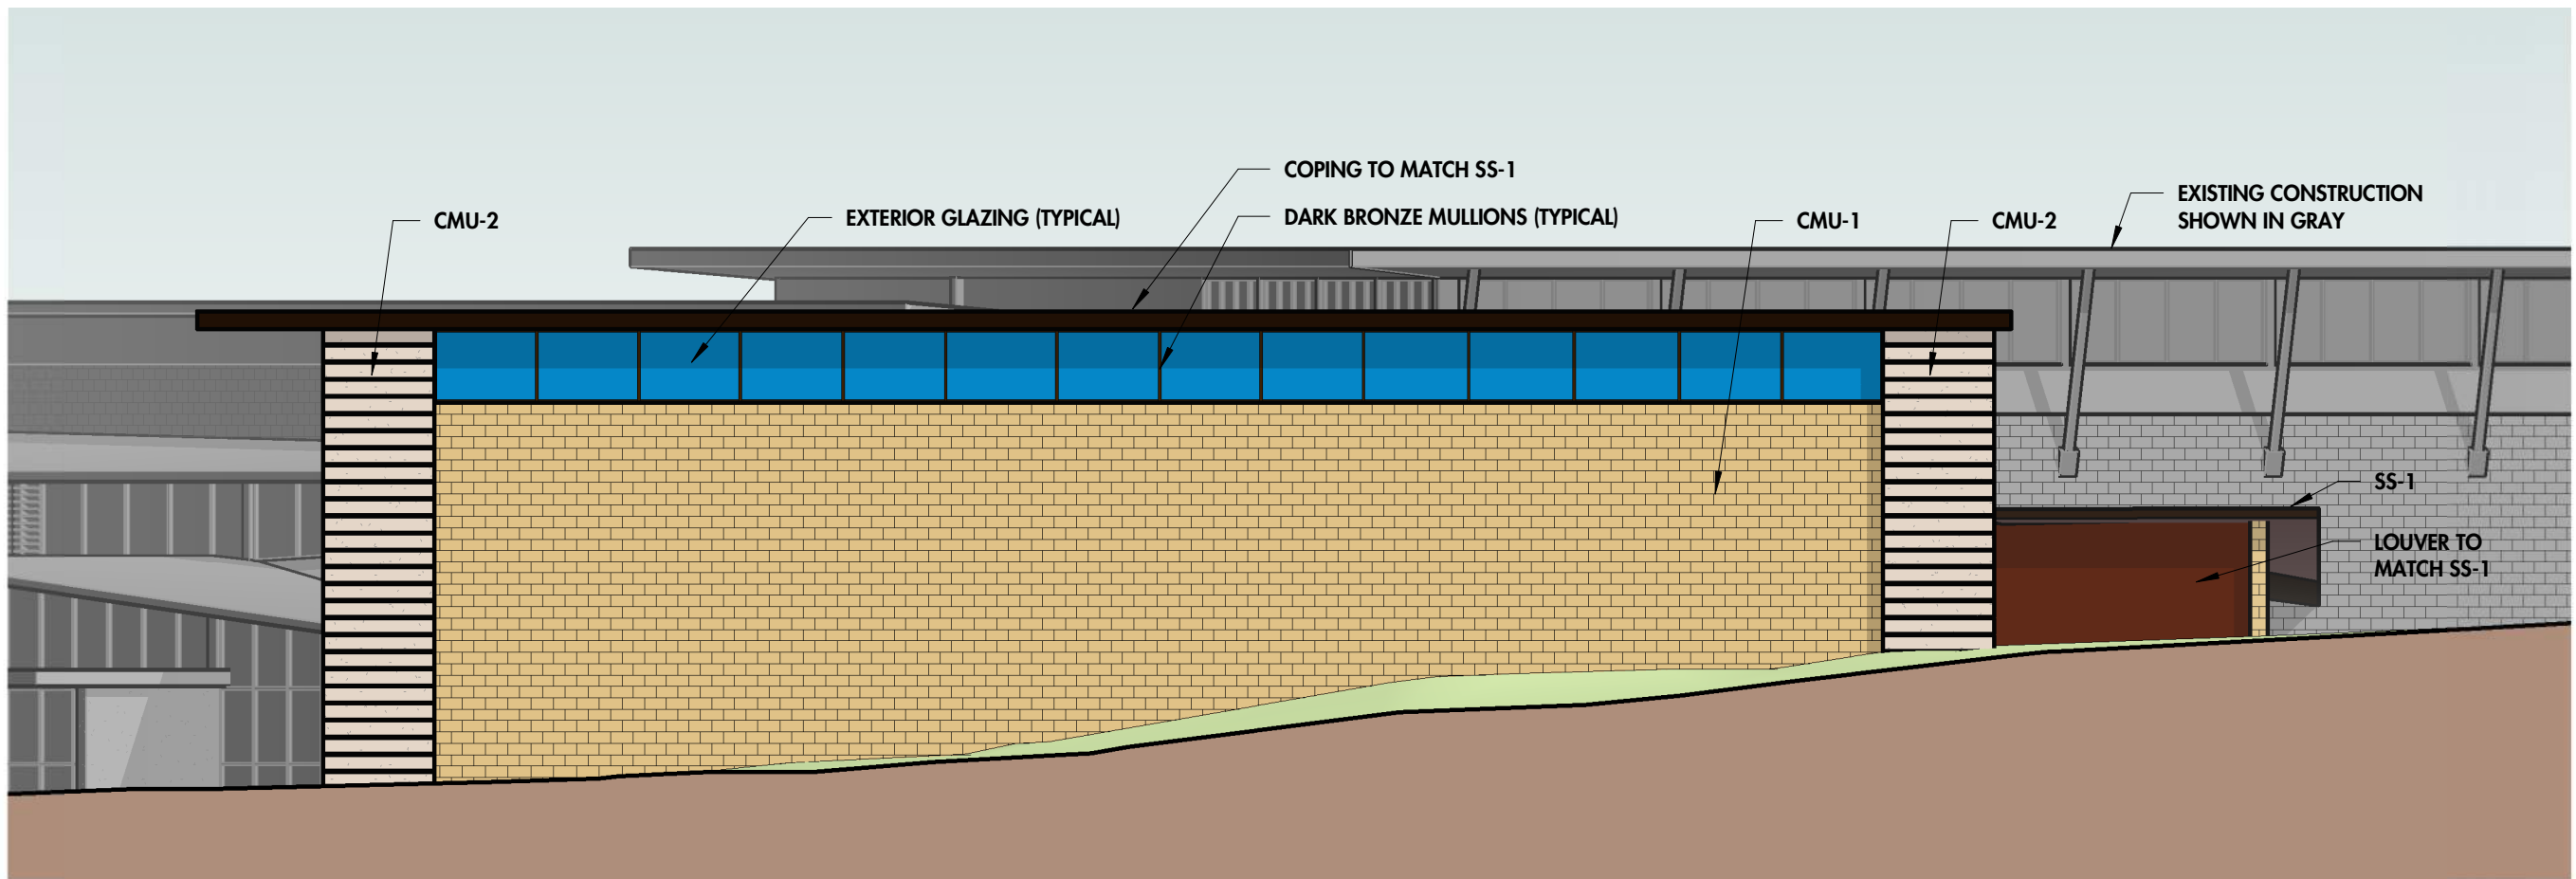 COPING TO MATCH SS-1
EXISTING CONSTRUCTION
SHOWN IN GRAY
CMU-2
EXTERIOR GLAZING (TYPICAL)
DARK BRONZE MULLIONS (TYPICAL)
CMU-1
CMU-2
SS-1
LOUVER TO
MATCH SS-1